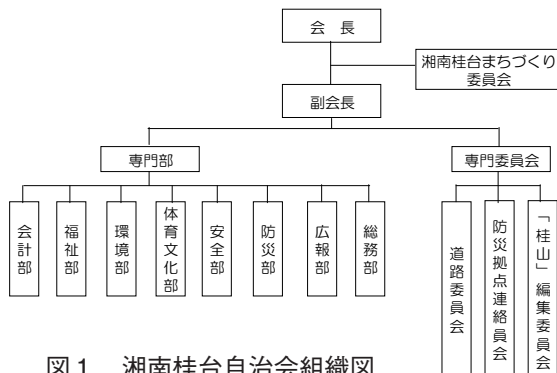 会 長
湘南桂台まちづくり
委員会
副会長
専門部
専門委員会
会計部
福祉部
環境部
体育文化部
安全部
防災部
広報部
総務部
道路委員会
防災拠点連絡員会
「桂山」編集委員会
図1 湘南桂台自治会組織図